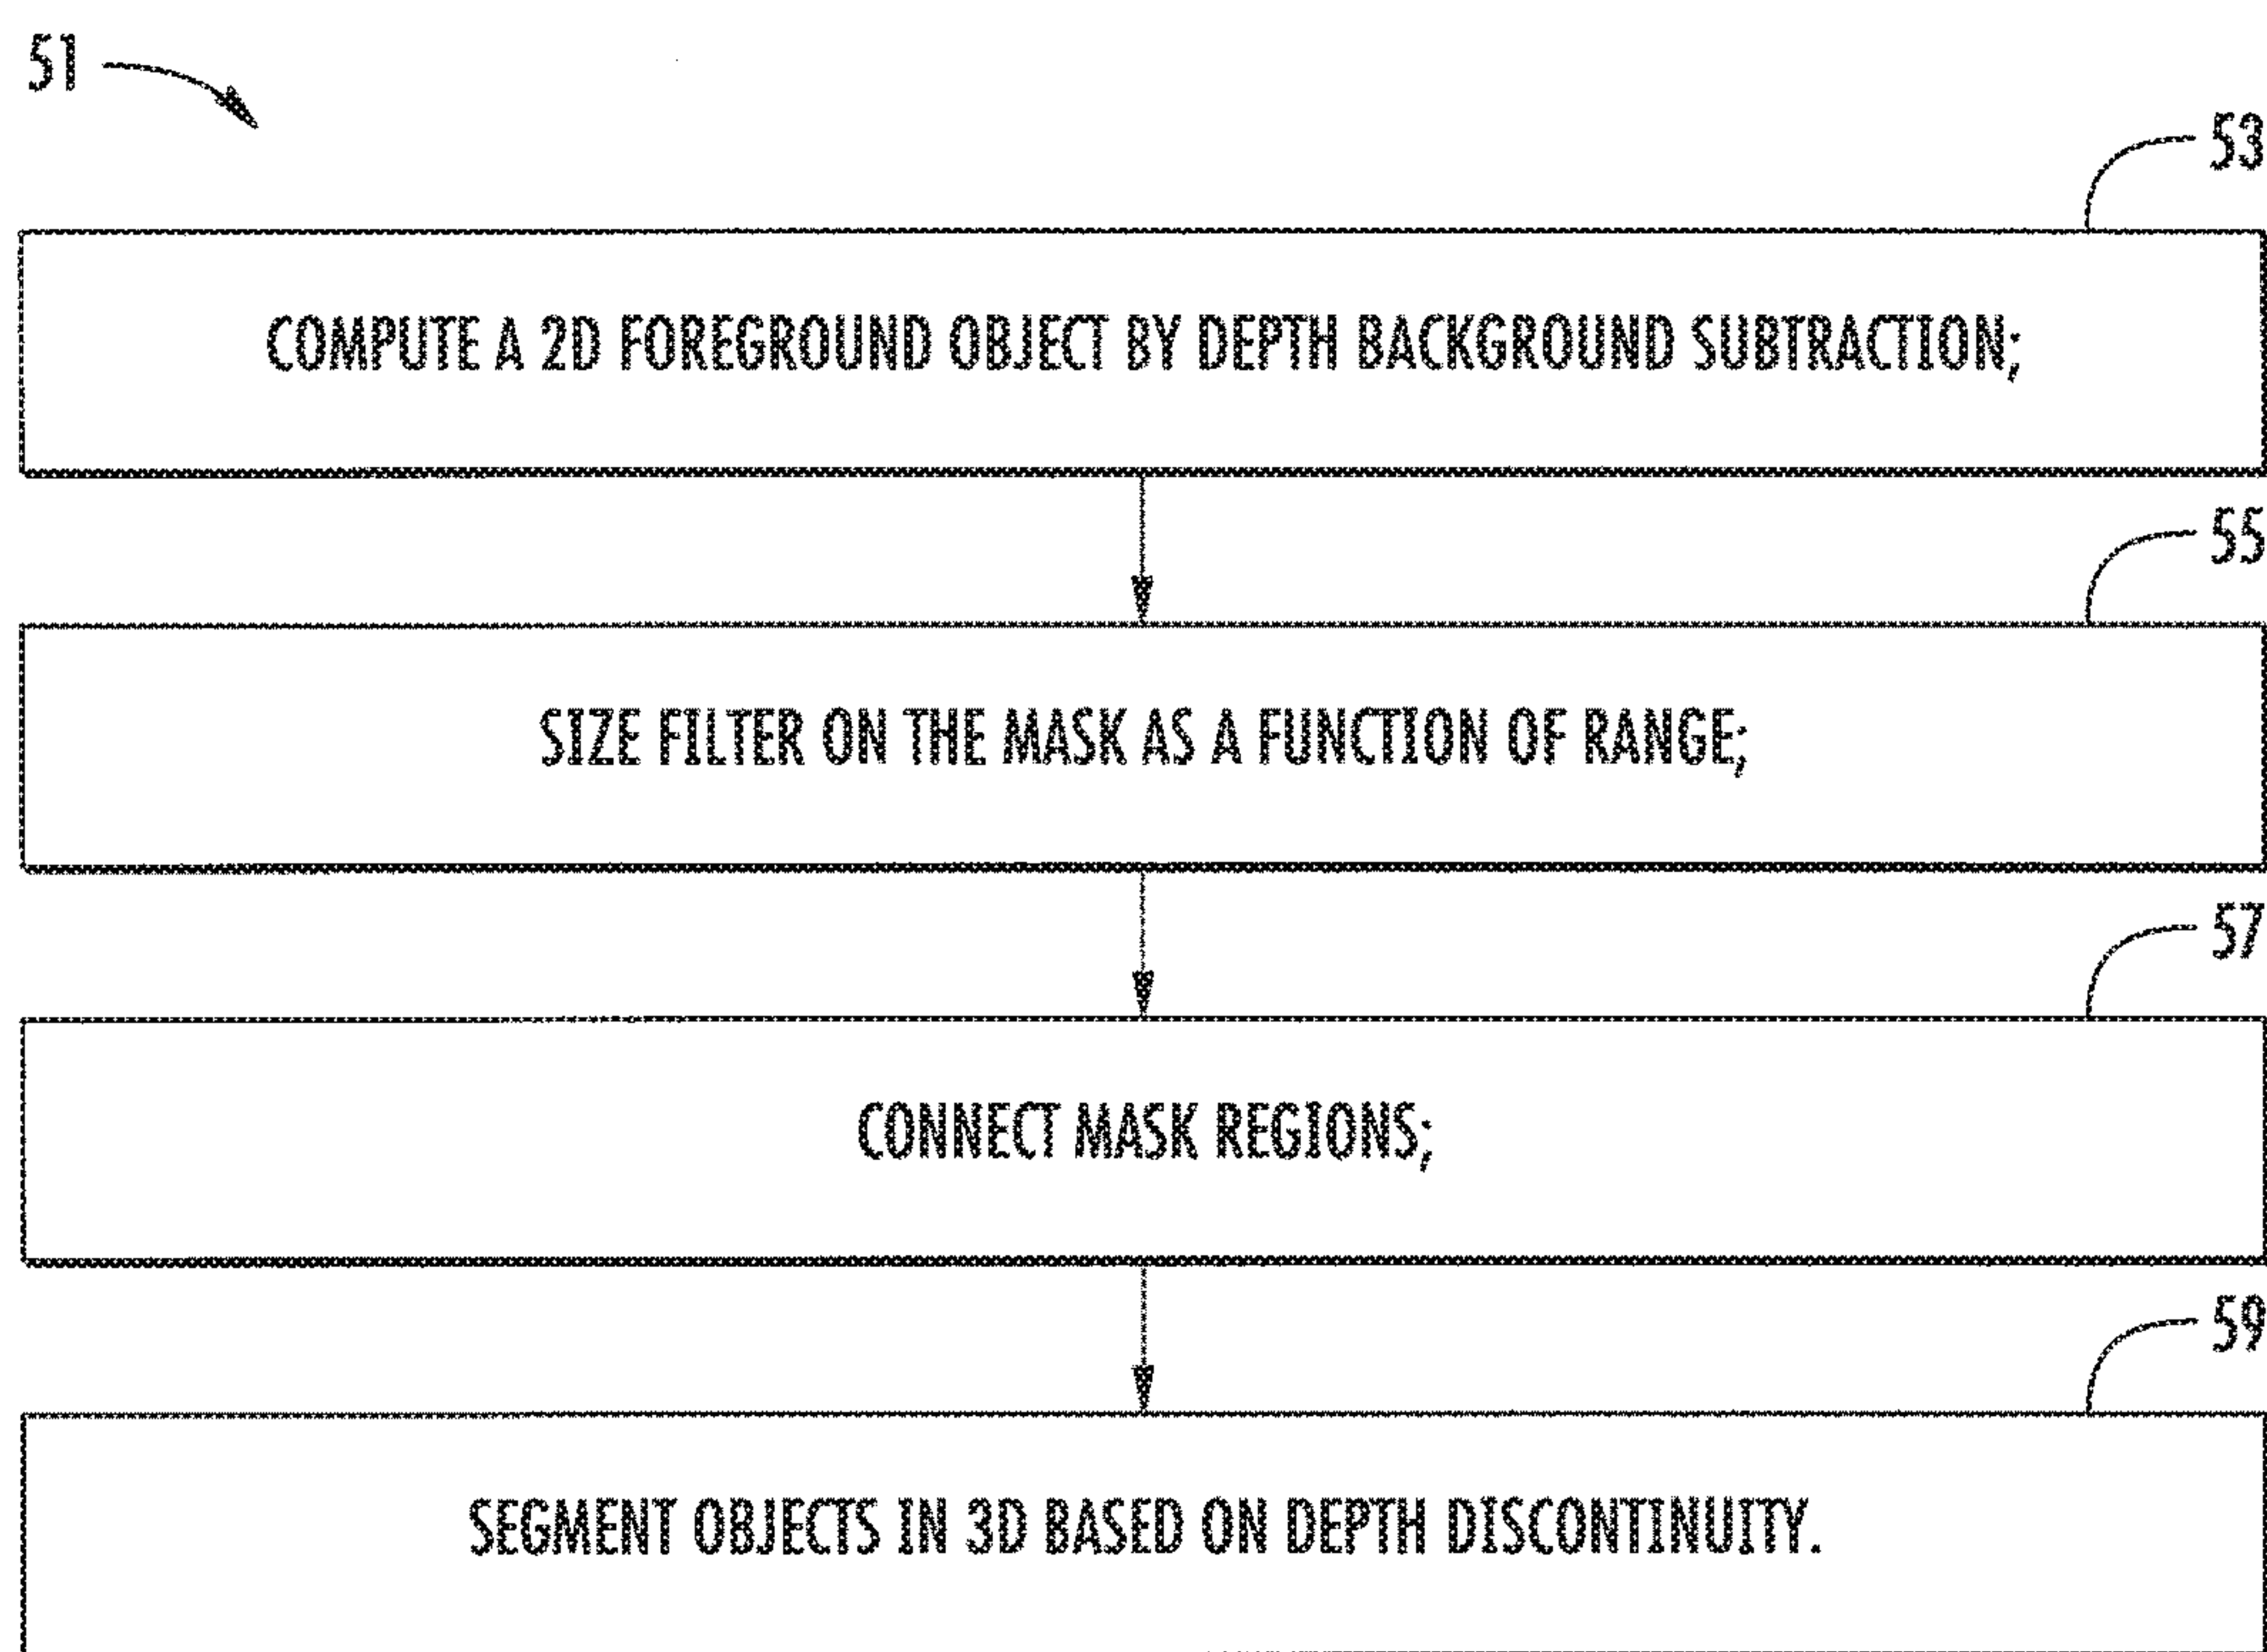 51
53
COMPUTE A 2D FOREGROUND OBJECT BY DEPTH BACKGROUND SUBTRACTION;
55
SIZE FILTER ON THE MASK AS A FUNCTION OF RANGE;
57
CONNECT MASK REGIONS;
59
SEGMENT OBJECTS IN 3D BASED ON DEPTH DISCONTINUITY.